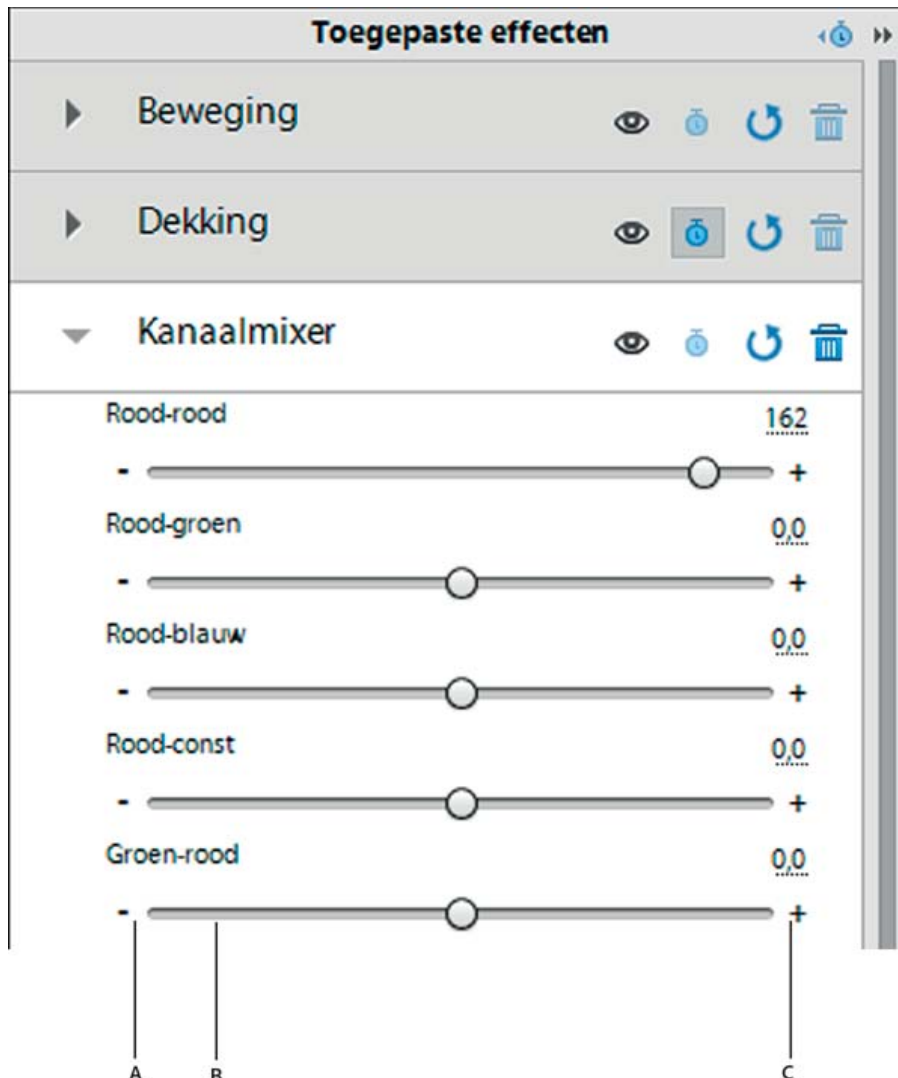 Toegepaste effecten
Beweging
Dekking
Kanaalmixer
Rood-rood 162
- +
Rood-groen 0,0
- +
Rood-blauw 0,0
- +
Rood-const 0,0
- +
Groen-rood 0,0
- +
A B C